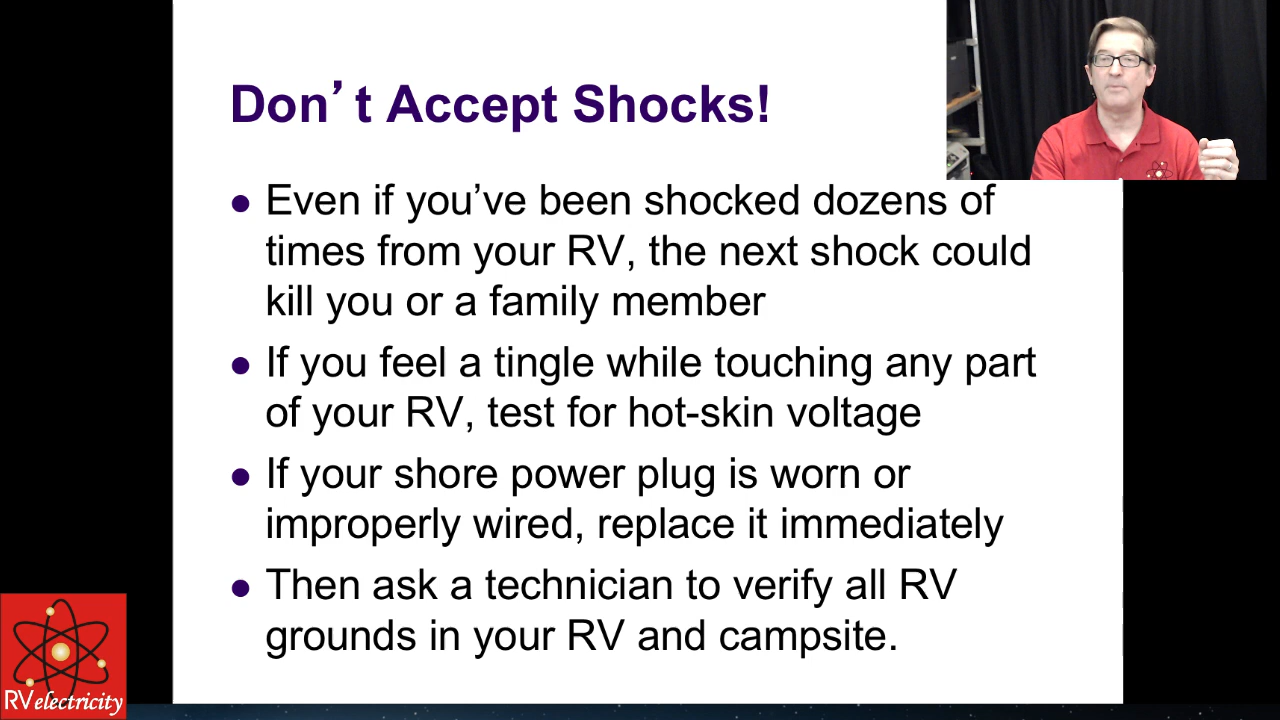 Don’t Accept Shocks!
Even if you’ve been shocked dozens of
times from your RV, the next shock could
kill you or a family member
If you feel a tingle while touching any part
of your RV, test for hot-skin voltage
If your shore power plug is worn or
improperly wired, replace it immediately
Then ask a technician to verify all RV
grounds in your RV and campsite.
RVelectricity